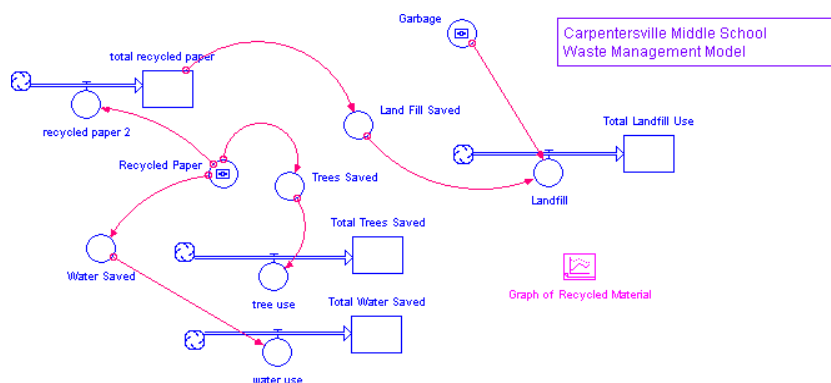 Garbage
Carpentersville Middle School
Waste Management Model
total recycled paper
Land Fill Saved
recycled paper 2
Total Landfill Use
Recycled Paper
Trees Saved
Landfill
Total Trees Saved
Water Saved
tree use
Graph of Recycled Material
Total Water Saved
water use